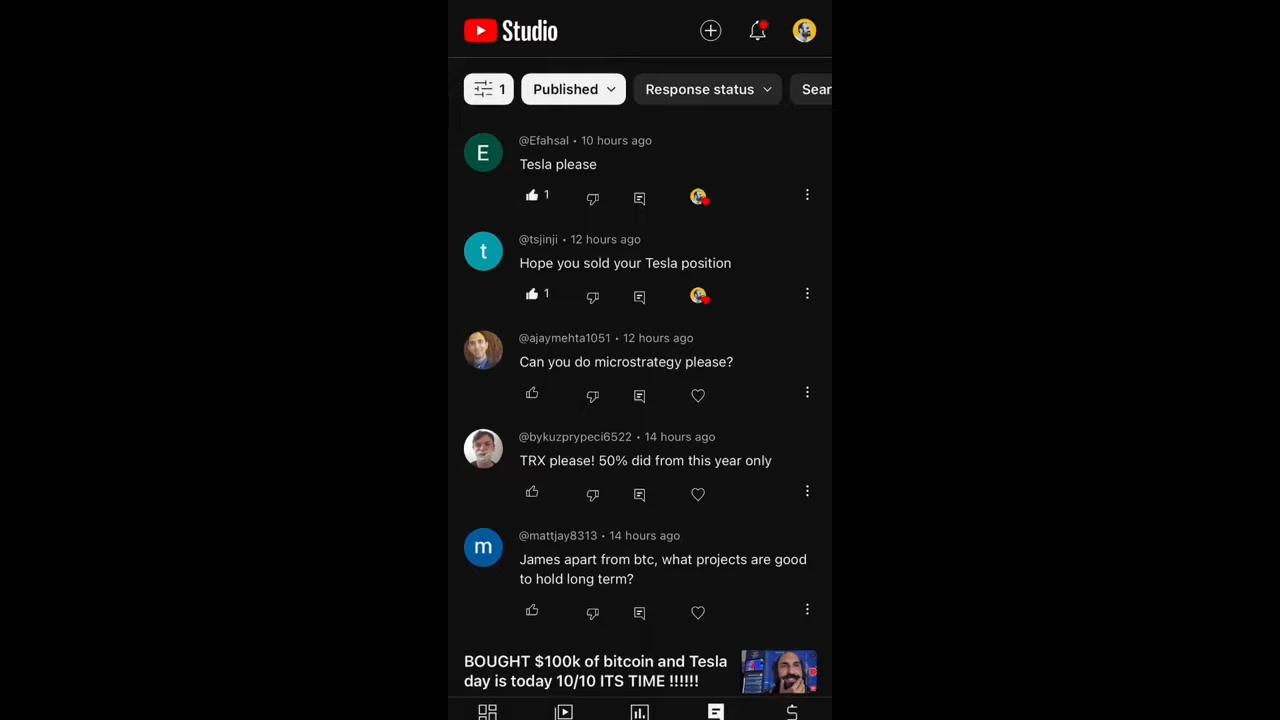 Studio
1
Published
Response status
Sear
E
@Efahsal • 10 hours ago
Tesla please
1
t
@tsjinji • 12 hours ago
Hope you sold your Tesla position
1
@ajaymehta1051 • 12 hours ago
Can you do microstrategy please?
@bykuzprypeci6522 • 14 hours ago
TRX please! 50% did from this year only
m
@mattjay8313 • 14 hours ago
James apart from btc, what projects are good
to hold long term?
BOUGHT $100k of bitcoin and Tesla
day is today 10/10 ITS TIME !!!!!!